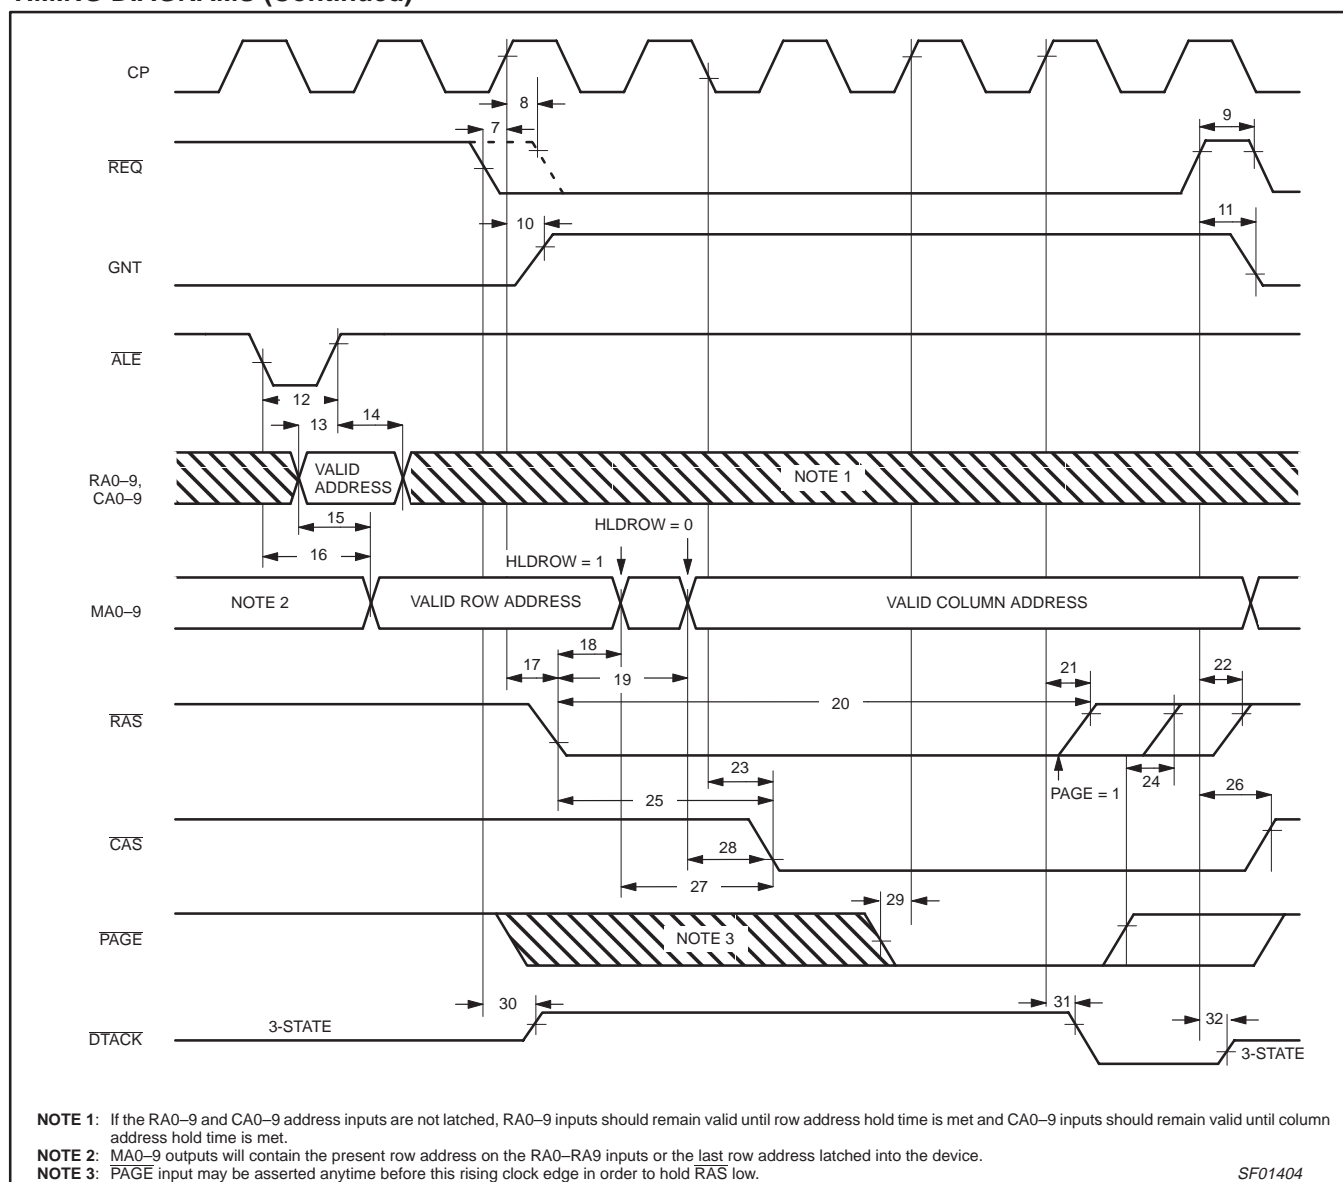 TIMING DIAGRAMS (Continued)
CP
8
7
9
REQ
10
11
GNT
ALE
12
13
14
VALID
ADDRESS
NOTE 1
RA0–9,
CA0–9
15
HLDROW = 0
16
HLDROW = 1
NOTE 2
VALID ROW ADDRESS
VALID COLUMN ADDRESS
MA0–9
18
17
19
21
22
20
RAS
23
24
25
PAGE = 1
26
CAS
28
27
29
PAGE
NOTE 3
30
31
3-STATE
32
DTACK
3-STATE
NOTE 1: If the RA0–9 and CA0–9 address inputs are not latched, RA0–9 inputs should remain valid until row address hold time is met and CA0–9 inputs should remain valid until column
address hold time is met.
NOTE 2: MA0–9 outputs will contain the present row address on the RA0–RA9 inputs or the last row address latched into the device.
NOTE 3: PAGE input may be asserted anytime before this rising clock edge in order to hold RAS low.
SF01404